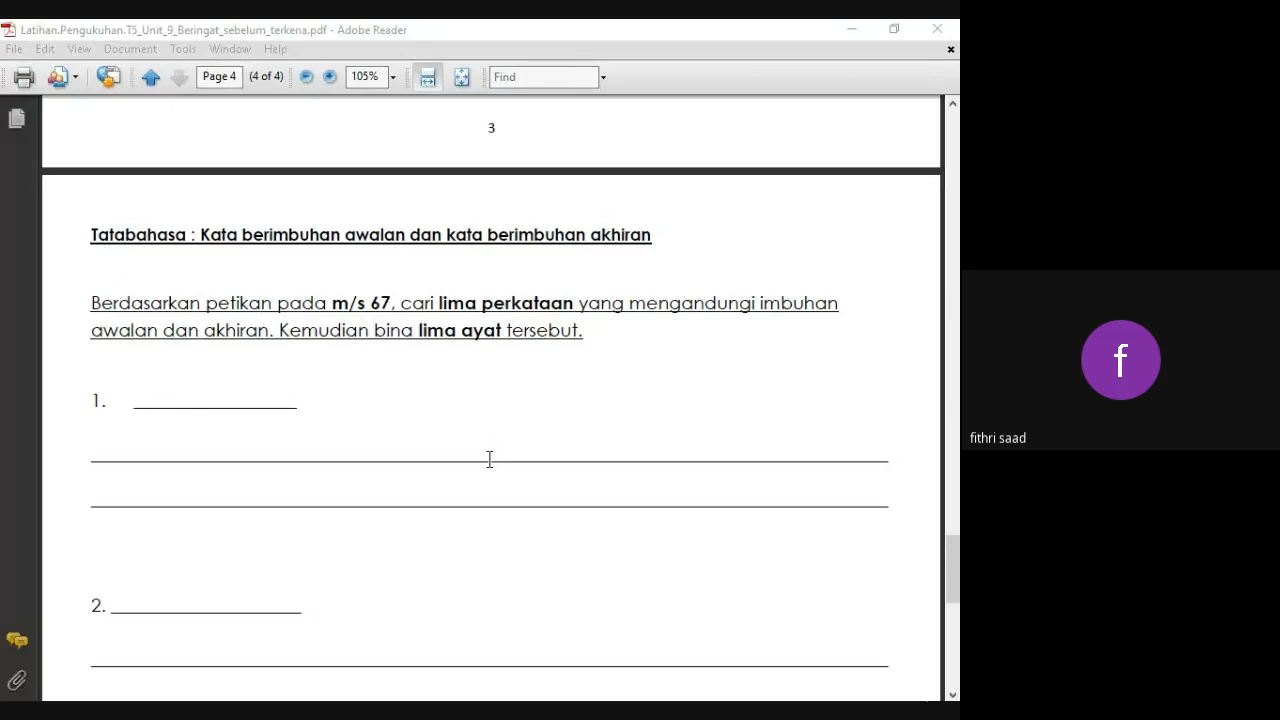 Latihan.Pengukuhan.T5_Unit_9_Beringat_sebelum_terkena.pdf - Adobe Reader
File Edit View Document Tools Window Help
Page 4 (4 of 4) 105% Find
3
Tatabahasa : Kata berimbuhan awalan dan kata berimbuhan akhiran
Berdasarkan petikan pada m/s 67, cari lima perkataan yang mengandungi imbuhan
awalan dan akhiran. Kemudian bina lima ayat tersebut.
1.
2.
f
fithri saad